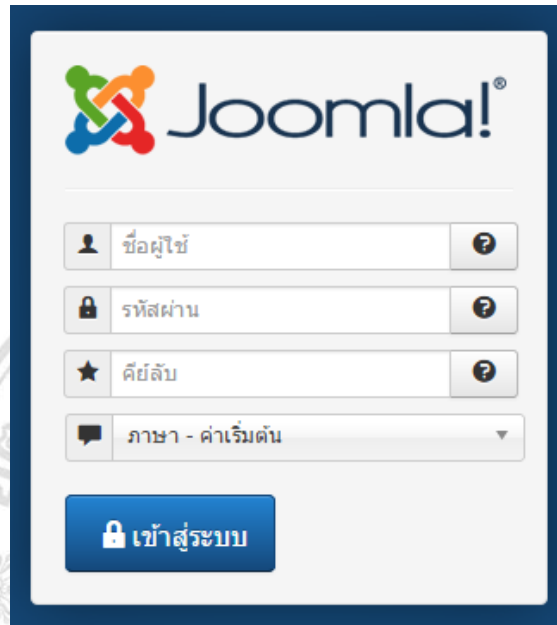 Joomla!®
ชื่อผู้ใช้
รหัสผ่าน
คีย์ลับ
ภาษา - ค่าเริ่มต้น
เข้าสู่ระบบ